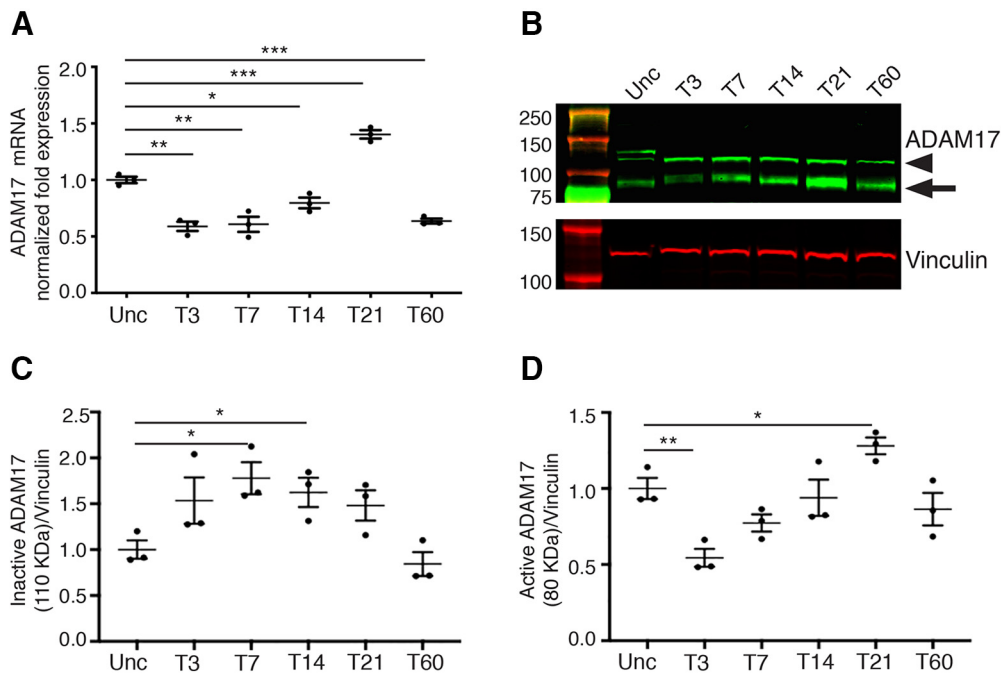 A
ADAM17 mRNA
normalized fold expression
2.0
1.5
1.0
0.5
0.0
***
***
*
**
**
Unc T3 T7 T14 T21 T60
B
Unc T3 T7 T14 T21 T60
250
150
100
75
ADAM17
150
100
Vinculin
C
Inactive ADAM17
(110 KDa)/Vinculin
2.5
2.0
1.5
1.0
0.5
0.0
*
*
Unc T3 T7 T14 T21 T60
D
Active ADAM17
(80 KDa)/Vinculin
1.5
1.0
0.5
0.0
*
**
Unc T3 T7 T14 T21 T60